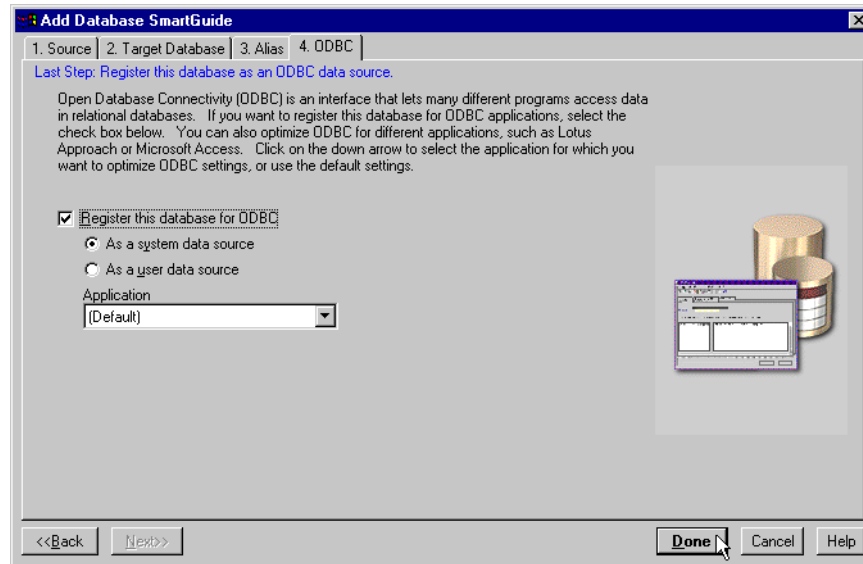 Add Database SmartGuide
1. Source 2. Target Database 3. Alias 4. ODBC
Last Step: Register this database as an ODBC data source.
Open Database Connectivity (ODBC) is an interface that lets many different programs access data
in relational databases. If you want to register this database for ODBC applications, select the
check box below. You can also optimize ODBC for different applications, such as Lotus
Approach or Microsoft Access. Click on the down arrow to select the application for which you
want to optimize ODBC settings, or use the default settings.
Register this database for ODBC
As a system data source
As a user data source
Application
(Default)
<<Back Next>> Done Cancel Help